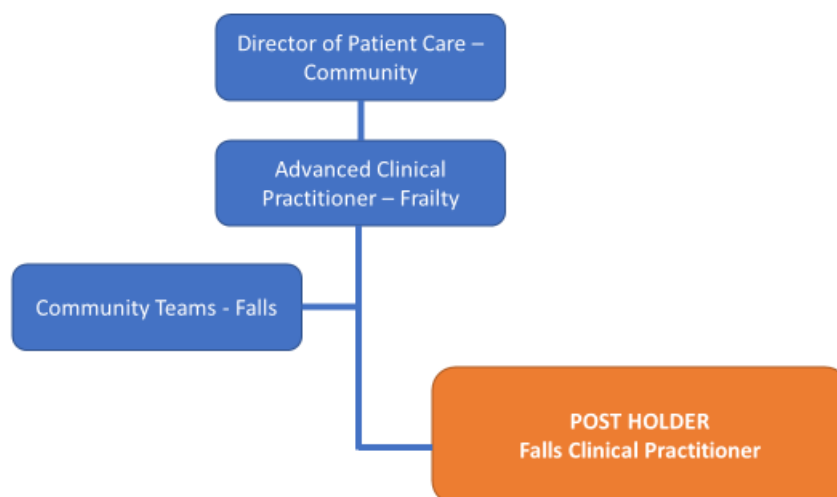 Director of Patient Care –
Community
Advanced Clinical
Practitioner – Frailty
Community Teams - Falls
POST HOLDER
Falls Clinical Practitioner